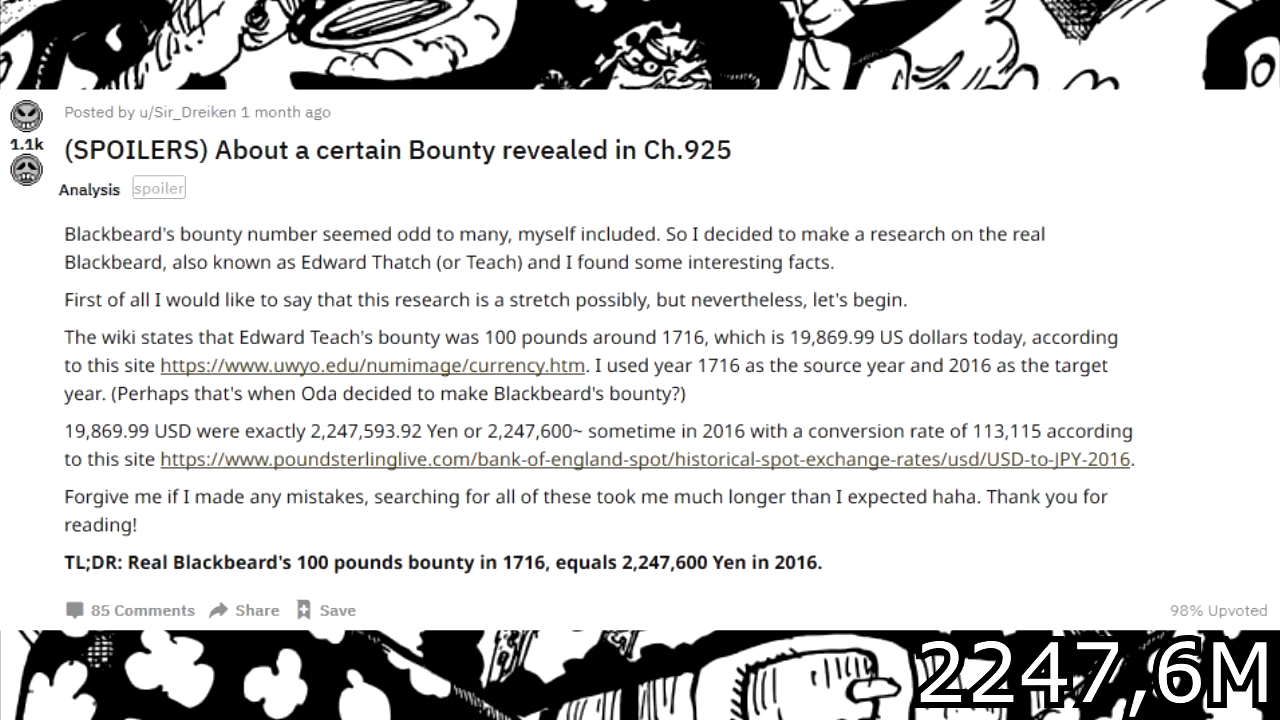 Posted by u/Sir_Dreiken 1 month ago
1.1k
(SPOILERS) About a certain Bounty revealed in Ch.925
Analysis spoiler
Blackbeard's bounty number seemed odd to many, myself included. So I decided to make a research on the real
Blackbeard, also known as Edward Thatch (or Teach) and I found some interesting facts.
First of all I would like to say that this research is a stretch possibly, but nevertheless, let's begin.
The wiki states that Edward Teach's bounty was 100 pounds around 1716, which is 19,869.99 US dollars today, according
to this site https://www.uwyo.edu/numimage/currency.htm. I used year 1716 as the source year and 2016 as the target
year. (Perhaps that's when Oda decided to make Blackbeard's bounty?)
19,869.99 USD were exactly 2,247,593.92 Yen or 2,247,600~ sometime in 2016 with a conversion rate of 113,115 according
to this site https://www.poundsterlinglive.com/bank-of-england-spot/historical-spot-exchange-rates/usd/USD-to-JPY-2016.
Forgive me if I made any mistakes, searching for all of these took me much longer than I expected haha. Thank you for
reading!
TL;DR: Real Blackbeard's 100 pounds bounty in 1716, equals 2,247,600 Yen in 2016.
85 Comments Share Save 98% Upvoted
2247,6M